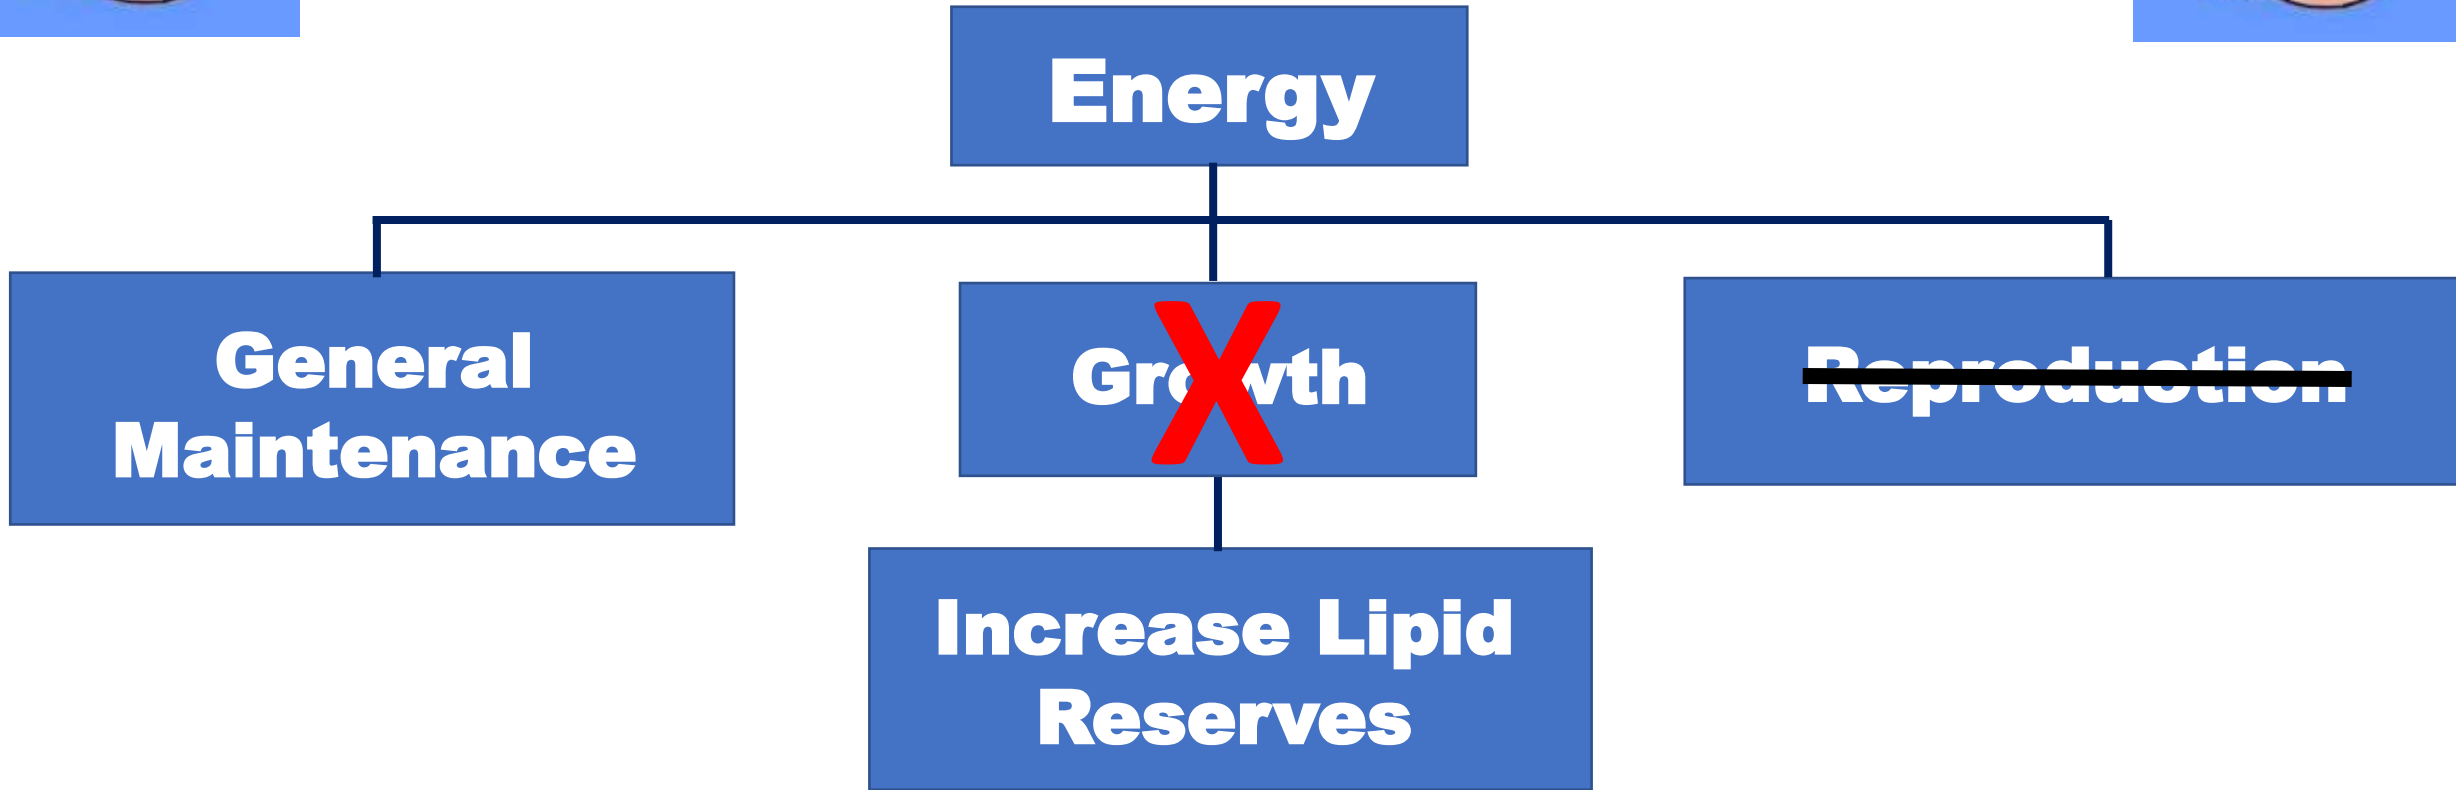 Energy
General
Maintenance
Growth
X
Reproduction
Increase Lipid
Reserves